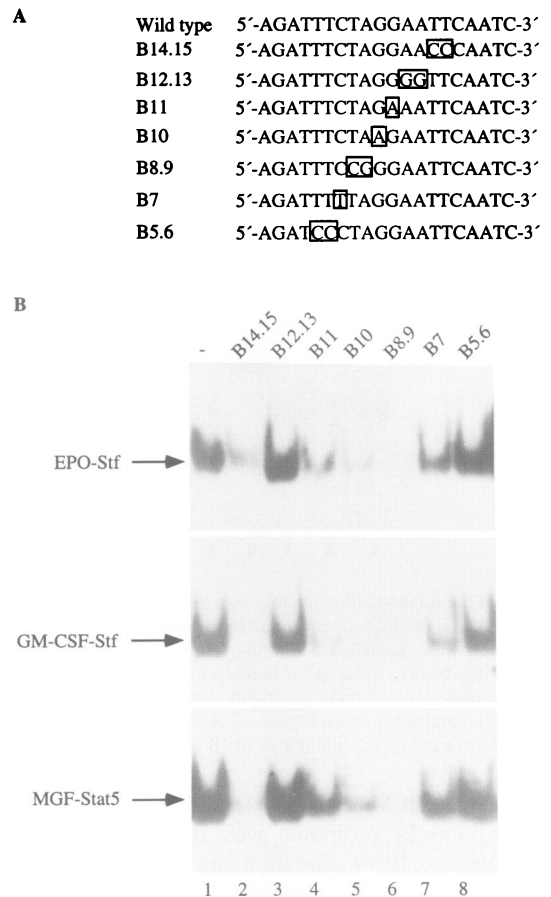 A
Wild type 5´-AGATTTCTAGGAATTCAATC-3´
B14.15 5´-AGATTTCTAGGAACCCAATC-3´
B12.13 5´-AGATTTCTAGGGGTTCAATC-3´
B11 5´-AGATTTCTAGAAATTCAATC-3´
B10 5´-AGATTTCTAAGAATTCAATC-3´
B8.9 5´-AGATTTCCGGGAATTCAATC-3´
B7 5´-AGATTTTTAGGAATTCAATC-3´
B5.6 5´-AGATCCCTAGGAATTCAATC-3´
B
- B14.15 B12.13 B11 B10 B8.9 B7 B5.6
EPO-Stf
GM-CSF-Stf
MGF-Stat5
1 2 3 4 5 6 7 8